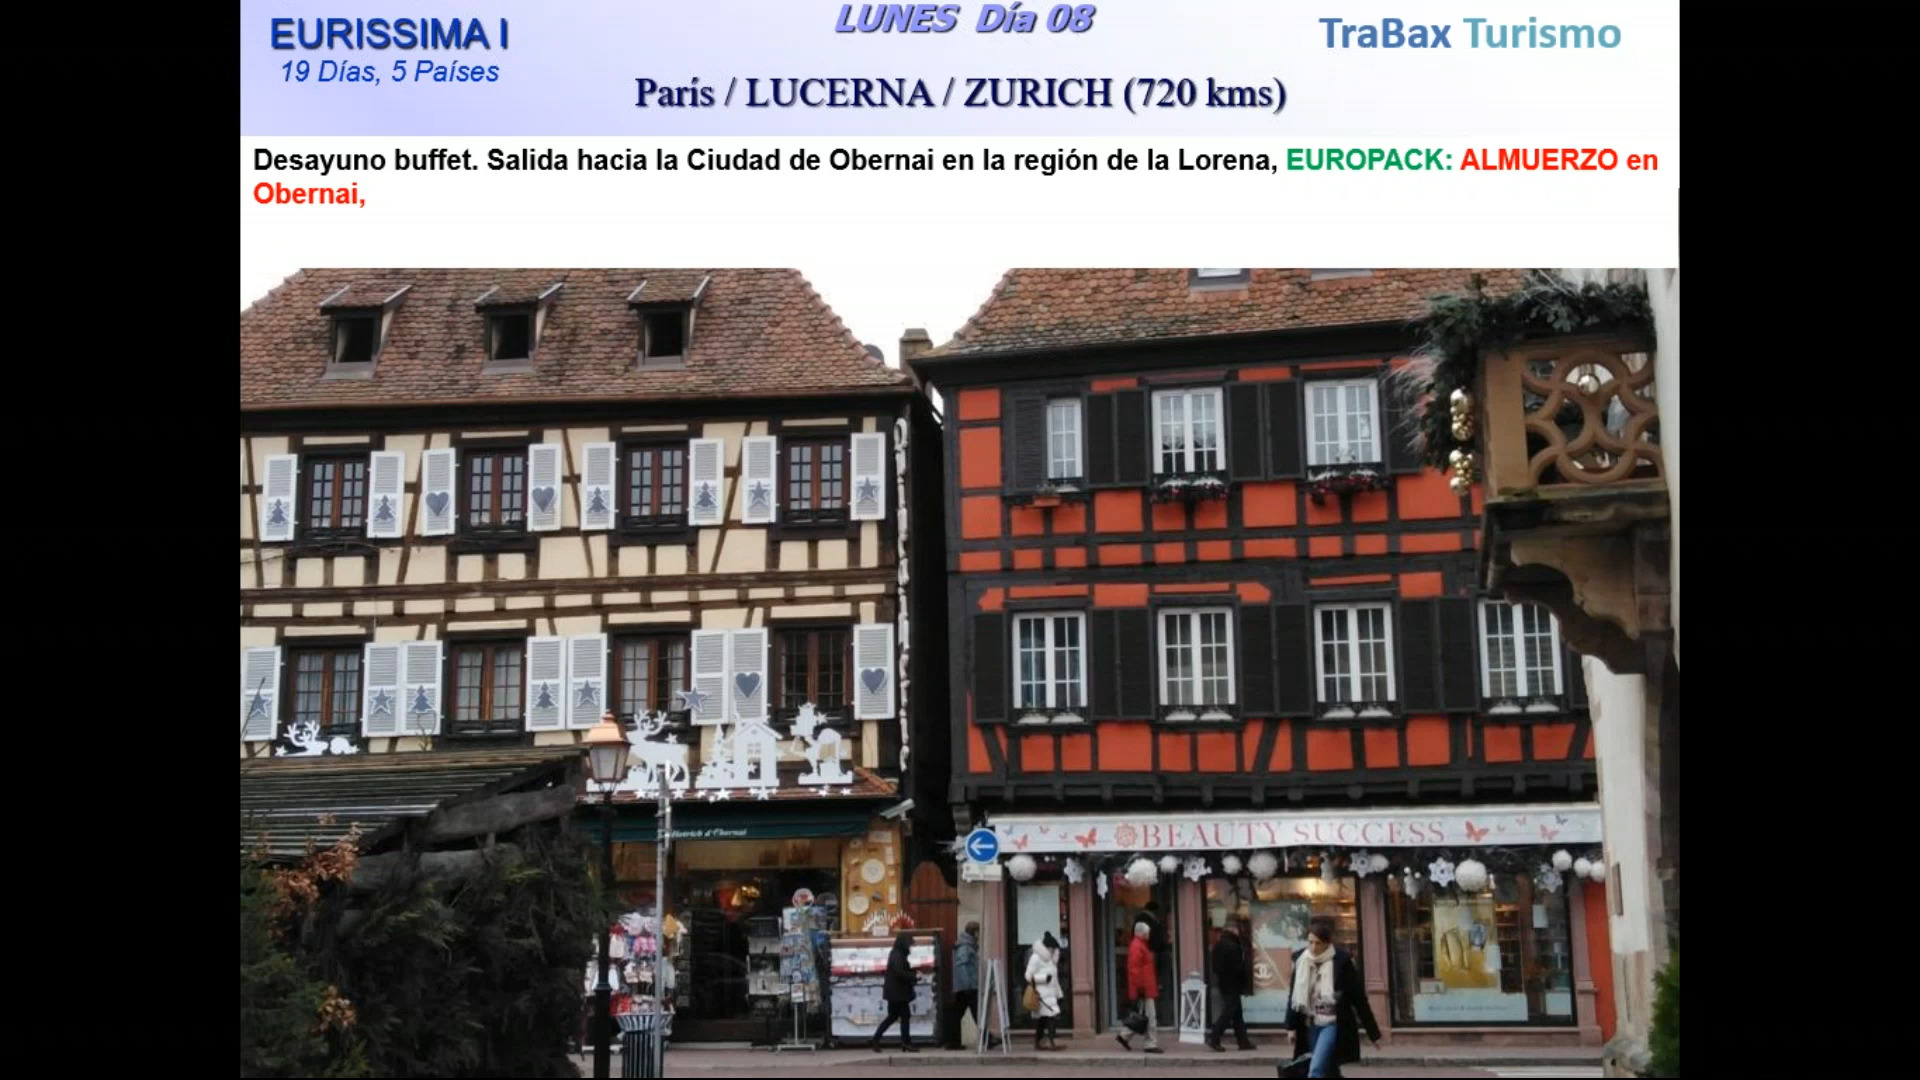 EURISSIMA I
19 Días, 5 Países
LUNES Día 08
TraBax Turismo
París / LUCERNA / ZURICH (720 kms)
Desayuno buffet. Salida hacia la Ciudad de Obernai en la región de la Lorena, EUROPACK: ALMUERZO en
Obernai,
BEAUTY SUCCESS